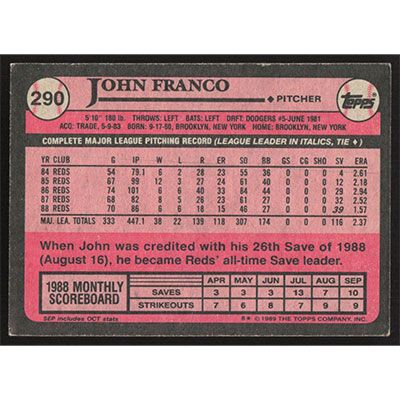 290
JOHN FRANCO
♦ PITCHER
TOPPS
5'10" 180 lb. THROWS: LEFT BATS: LEFT DRFT: DODGERS #5-JUNE 1981
ACQ: TRADE, 5-9-83 BORN: 9-17-60, BROOKLYN, NEW YORK HOME: BROOKLYN, NEW YORK
COMPLETE MAJOR LEAGUE PITCHING RECORD (LEAGUE LEADER IN ITALICS, TIE ♦)
YR CLUB G IP W L R ER SO BB GS CG SHO SV ERA
84 REDS 54 79.1 6 2 28 23 55 36 0 0 0 4 2.61
85 REDS 67 99 12 3 27 24 61 40 0 0 0 12 2.18
86 REDS 74 101 6 6 40 33 84 44 0 0 0 29 2.94
87 REDS 68 82 8 5 26 23 61 27 0 0 0 32 2.52
88 REDS 70 86 6 6 18 15 46 27 0 0 0 39 1.57
MAJ. LEA. TOTALS 333 447.1 38 22 139 118 307 174 0 0 0 116 2.37
When John was credited with his 26th Save of 1988
(August 16), he became Reds' all-time Save leader.
1988 MONTHLY
SCOREBOARD
APR MAY JUN JUL AUG SEP
SAVES 3 3 3 13 7 10
STRIKEOUTS 6 7 6 9 9 9
SEP includes OCT stats
B* © 1989 THE TOPPS COMPANY, INC.